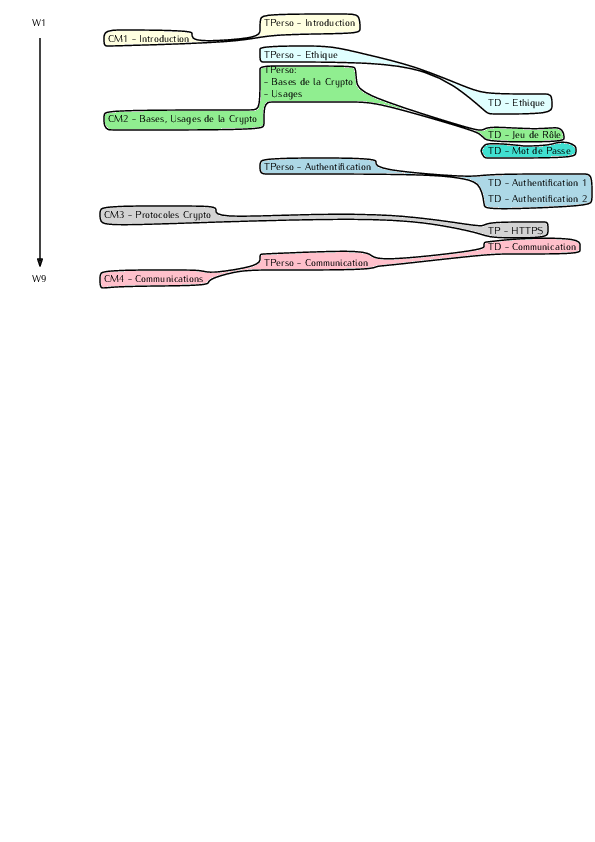 W1
TPerso - Introduction
CM1 - Introduction
TPerso - Ethique
TPerso:
- Bases de la Crypto
- Usages
TD - Ethique
CM2 - Bases, Usages de la Crypto
TD - Jeu de Rôle
TD - Mot de Passe
TPerso - Authentification
TD - Authentification 1
TD - Authentification 2
CM3 - Protocoles Crypto
TP - HTTPS
TD - Communication
TPerso - Communication
CM4 - Communications
W9